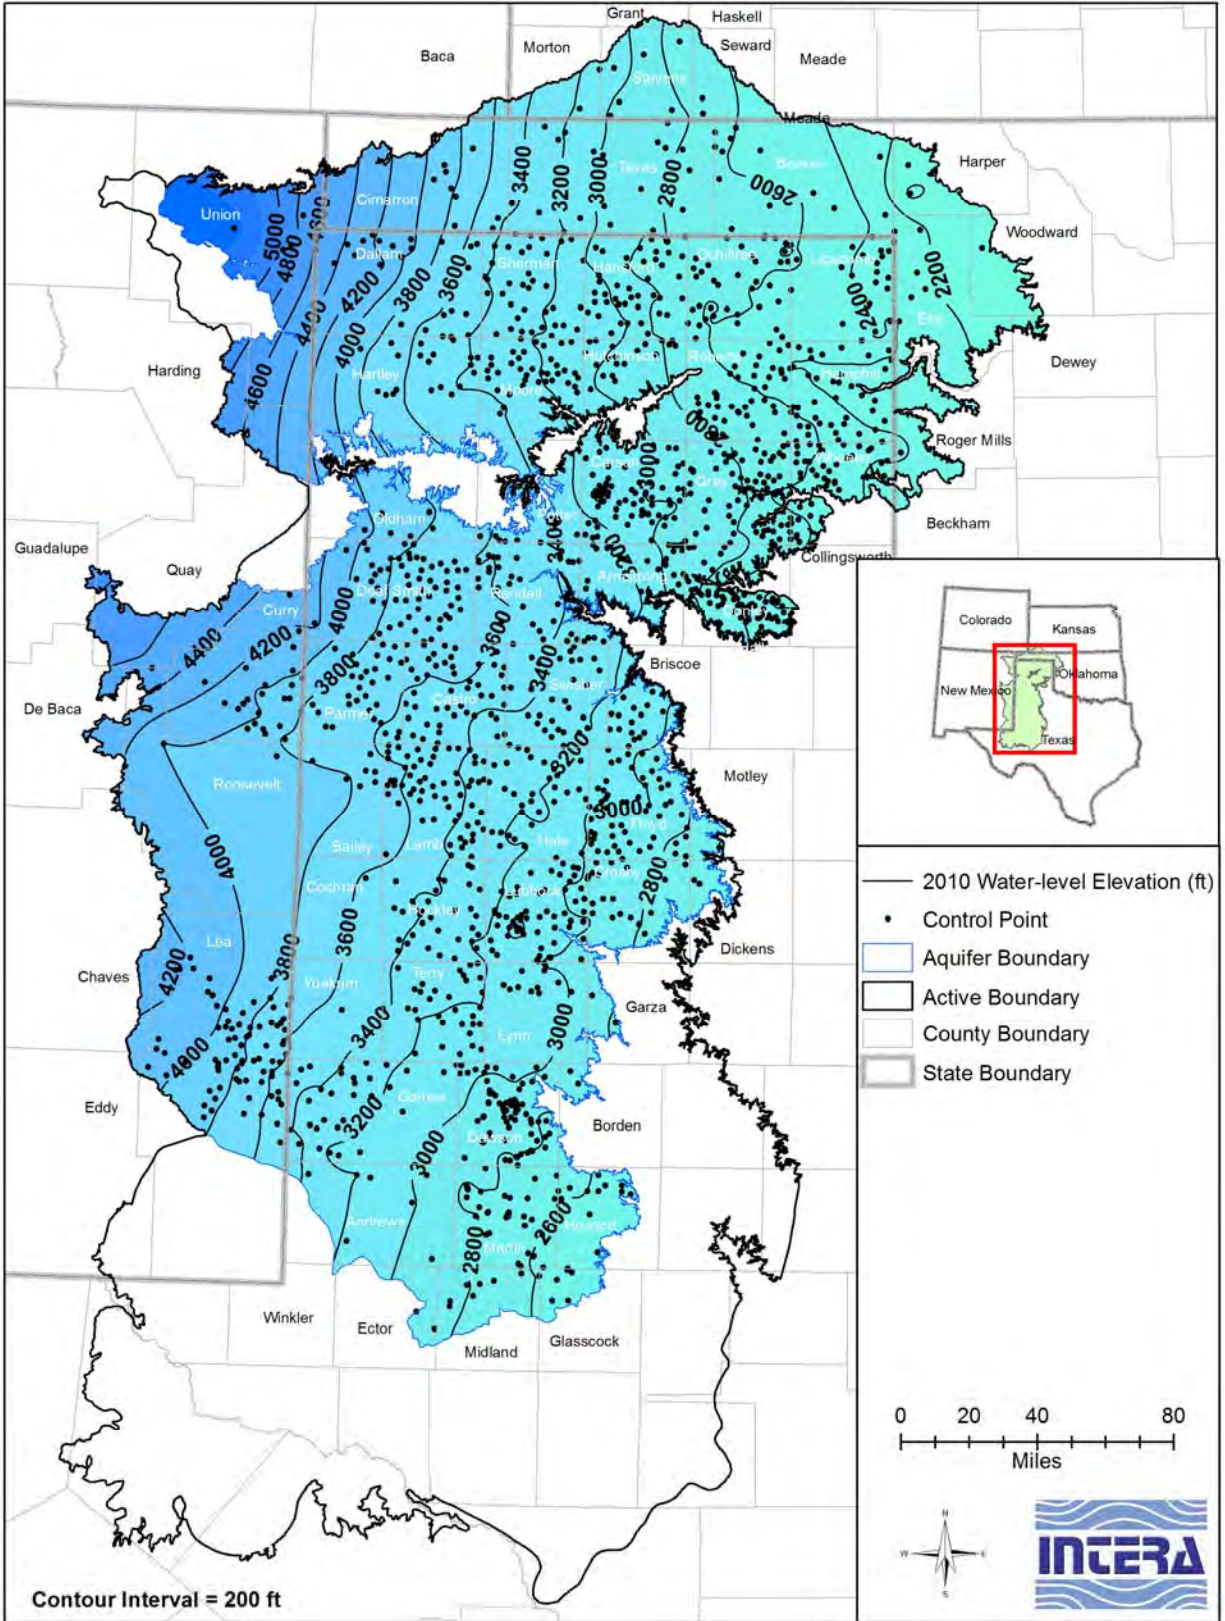 Grant
Haskell
Morton
Seward
Baca
Meade
Stevens
Meade
3400
3200
3000
Texas
2800
Beaver
Harper
2600
Cimarron
Union
5000
4800
4600
Woodward
Dallam
Sherman
Hansford
Ochiltree
Lipscomb
2200
4200
3800
3600
2400
4400
4000
Ellis
Hutchinson
Roberts
Hemphill
Dewey
Harding
Hartley
Moore
4600
2800
Roger Mills
Carson
3000
Wheeler
Gray
Oldham
Potter
Beckham
3400
Guadalupe
Quay
3200
Collingsworth
Armstrong
Deaf Smith
Randall
Donley
Curry
4000
4400
4200
3600
3400
Briscoe
3800
Swisher
Castro
De Baca
Parmer
3200
Motley
Roosevelt
3000
Floyd
4000
Bailey
Lamb
Hale
Crosby
2800
Cochran
Lubbock
Hockley
3600
Lea
3800
Dickens
4200
Chaves
Terry
Yoakum
Garza
3400
3000
Lynn
4000
Gaines
Eddy
3200
Borden
3000
Dawson
Andrews
2600
Howard
2800
Martin
Winkler
Ector
Glasscock
Midland
Colorado
Kansas
New Mexico
Oklahoma
Texas
2010 Water-level Elevation (ft)
Control Point
Aquifer Boundary
Active Boundary
County Boundary
State Boundary
0 20 40 80
Miles
N
W E
S
INTERA
Contour Interval = 200 ft